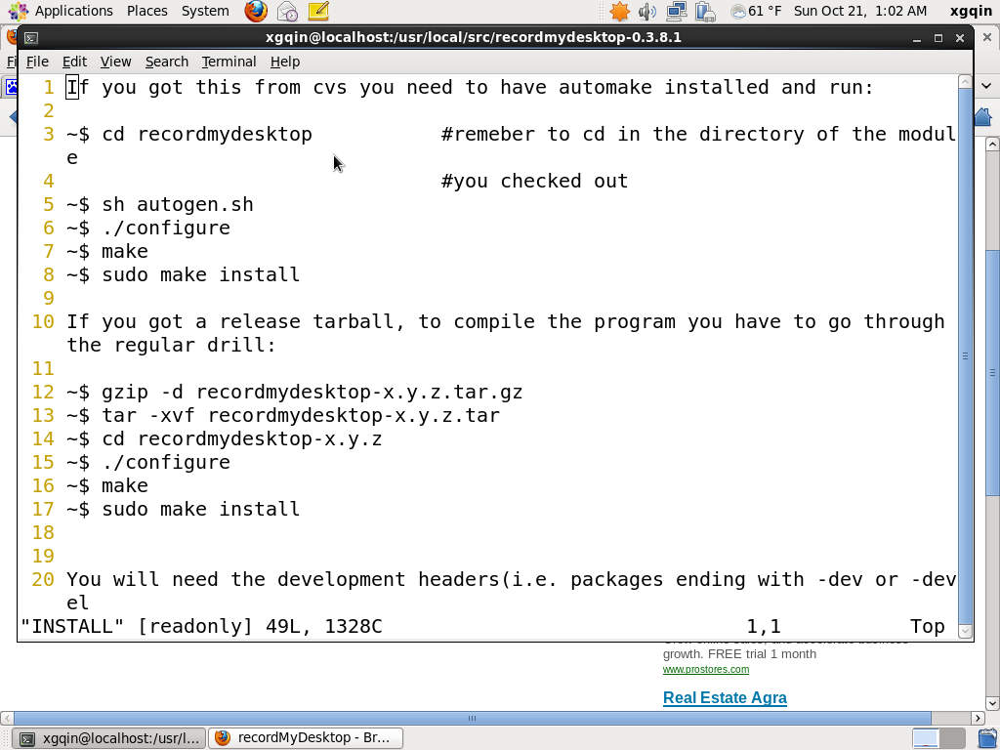 Applications Places System 61 °F Sun Oct 21, 1:02 AM xgqin
xgqin@localhost:/usr/local/src/recordmydesktop-0.3.8.1
File Edit View Search Terminal Help
1 If you got this from cvs you need to have automake installed and run:
2
3 ~$ cd recordmydesktop #remeber to cd in the directory of the modul
e
4 #you checked out
5 ~$ sh autogen.sh
6 ~$ ./configure
7 ~$ make
8 ~$ sudo make install
9
10 If you got a release tarball, to compile the program you have to go through
the regular drill:
11
12 ~$ gzip -d recordmydesktop-x.y.z.tar.gz
13 ~$ tar -xvf recordmydesktop-x.y.z.tar
14 ~$ cd recordmydesktop-x.y.z
15 ~$ ./configure
16 ~$ make
17 ~$ sudo make install
18
19
20 You will need the development headers(i.e. packages ending with -dev or -dev
el
"INSTALL" [readonly] 49L, 1328C 1,1 Top
growth. FREE trial 1 month
www.prostores.com
Real Estate Agra
xgqin@localhost:/usr/l... recordMyDesktop - Br...